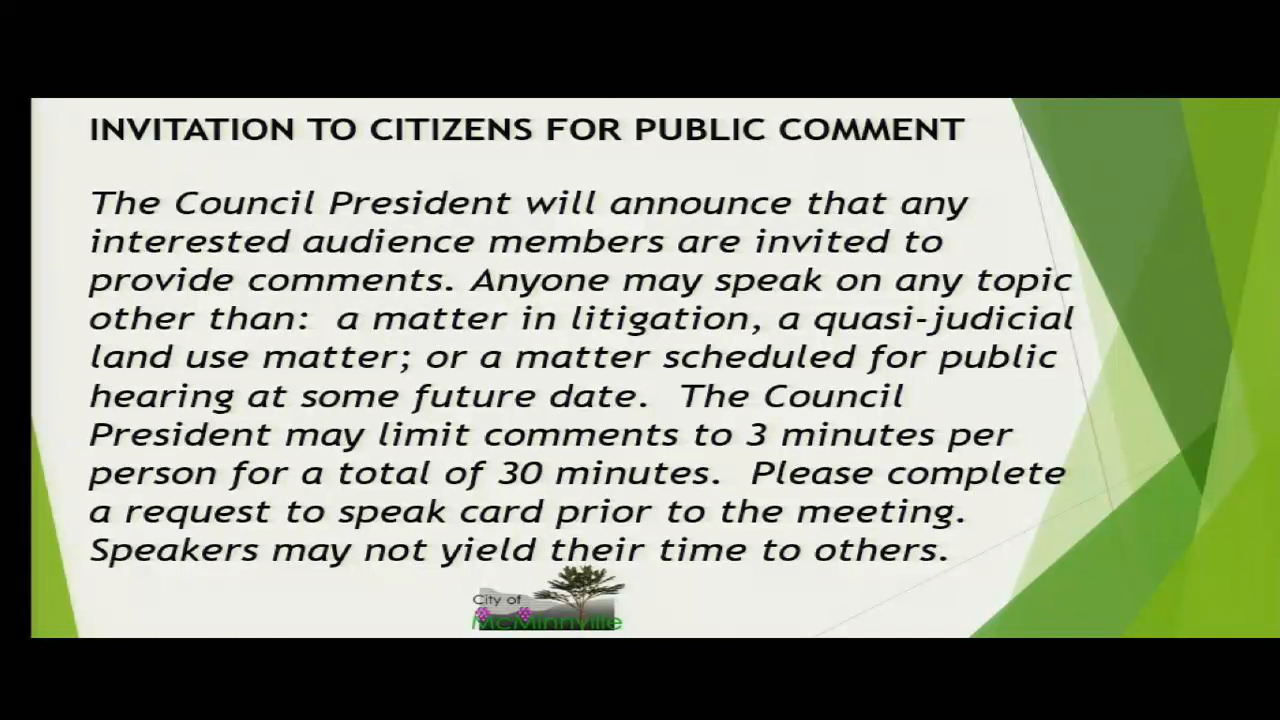 INVITATION TO CITIZENS FOR PUBLIC COMMENT
The Council President will announce that any
interested audience members are invited to
provide comments. Anyone may speak on any topic
other than:  a matter in litigation, a quasi-judicial
land use matter; or a matter scheduled for public
hearing at some future date.  The Council
President may limit comments to 3 minutes per
person for a total of 30 minutes.  Please complete
a request to speak card prior to the meeting.
Speakers may not yield their time to others.
City of
McMinnville